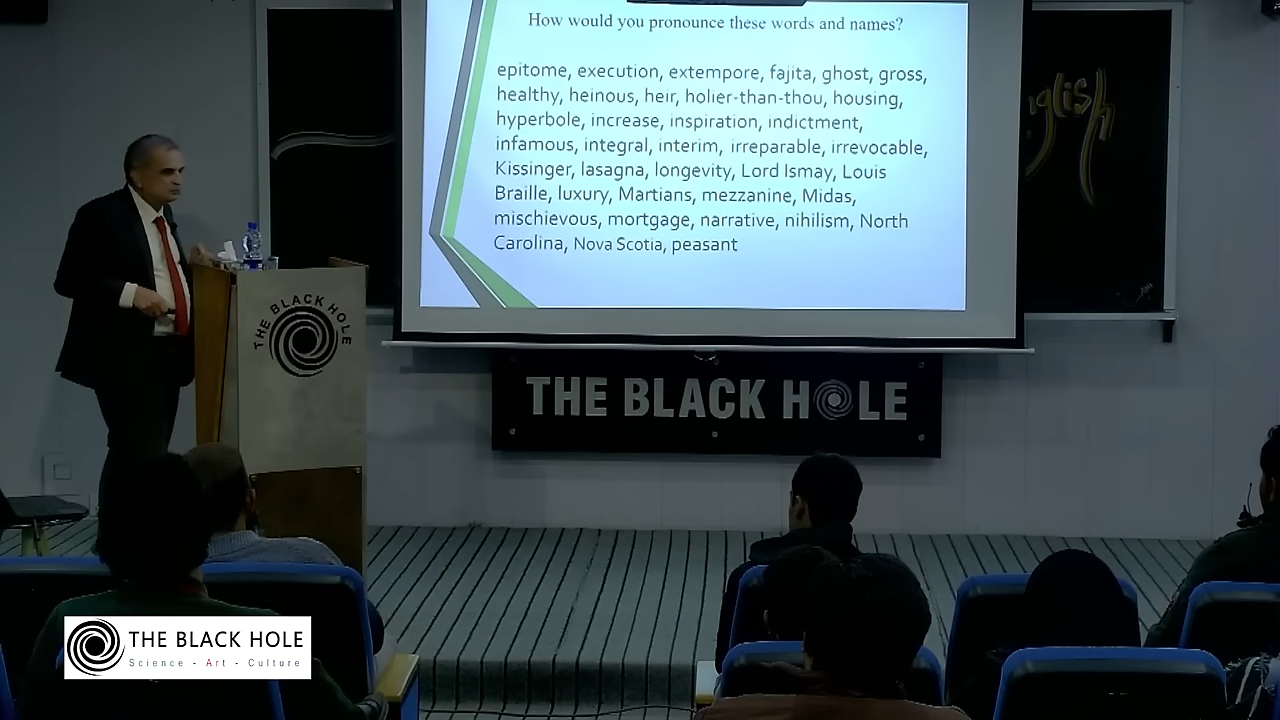 How would you pronounce these words and names?
epitome, execution, extempore, fajita, ghost, gross,
healthy, heinous, heir, holier-than-thou, housing,
hyperbole, increase, inspiration, indictment,
infamous, integral, interim, irreparable, irrevocable,
Kissinger, lasagna, longevity, Lord Ismay, Louis
Braille, luxury, Martians, mezzanine, Midas,
mischievous, mortgage, narrative, nihilism, North
Carolina, Nova Scotia, peasant
THE BLACK HOLE
THE BLACK HOLE
THE BLACK HOLE
Science - Art - Culture